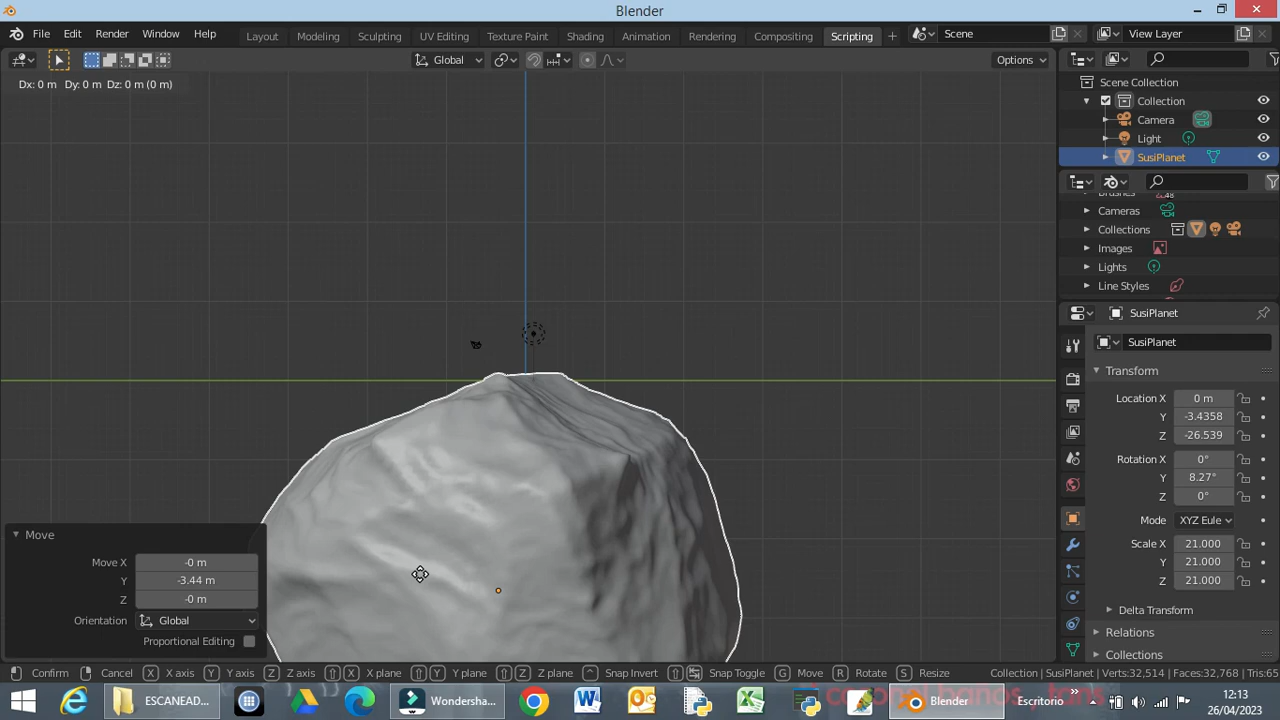 Blender
File Edit Render Window Help Layout Modeling Sculpting UV Editing Texture Paint Shading Animation Rendering Compositing Scripting + Scene View Layer
Global Options
Dx: 0 m Dy: 0 m Dz: 0 m (0 m)
Scene Collection
Collection
Camera
Light
SusiPlanet
Brushes
Cameras
Collections
Images
Lights
Line Styles
SusiPlanet
SusiPlanet
Transform
Location X 0 m
Y -3.4358
Z -26.539
Rotation X 0°
Y 8.27°
Z 0°
Mode XYZ Eule
Scale X 21.000
Y 21.000
Z 21.000
Delta Transform
Relations
Collections
Move
Move X -0 m
Y -3.44 m
Z -0 m
Orientation Global
Proportional Editing
Confirm Cancel X X axis Y Y axis Z Z axis X X plane Y Y plane Z Z plane Snap Invert Snap Toggle G Move R Rotate S Resize Collection | SusiPlanet | Verts:32,514 | Faces:32,768 | Tris:65
ESCANEAD... Wondersha... Blender Escritorio 12:13
26/04/2023